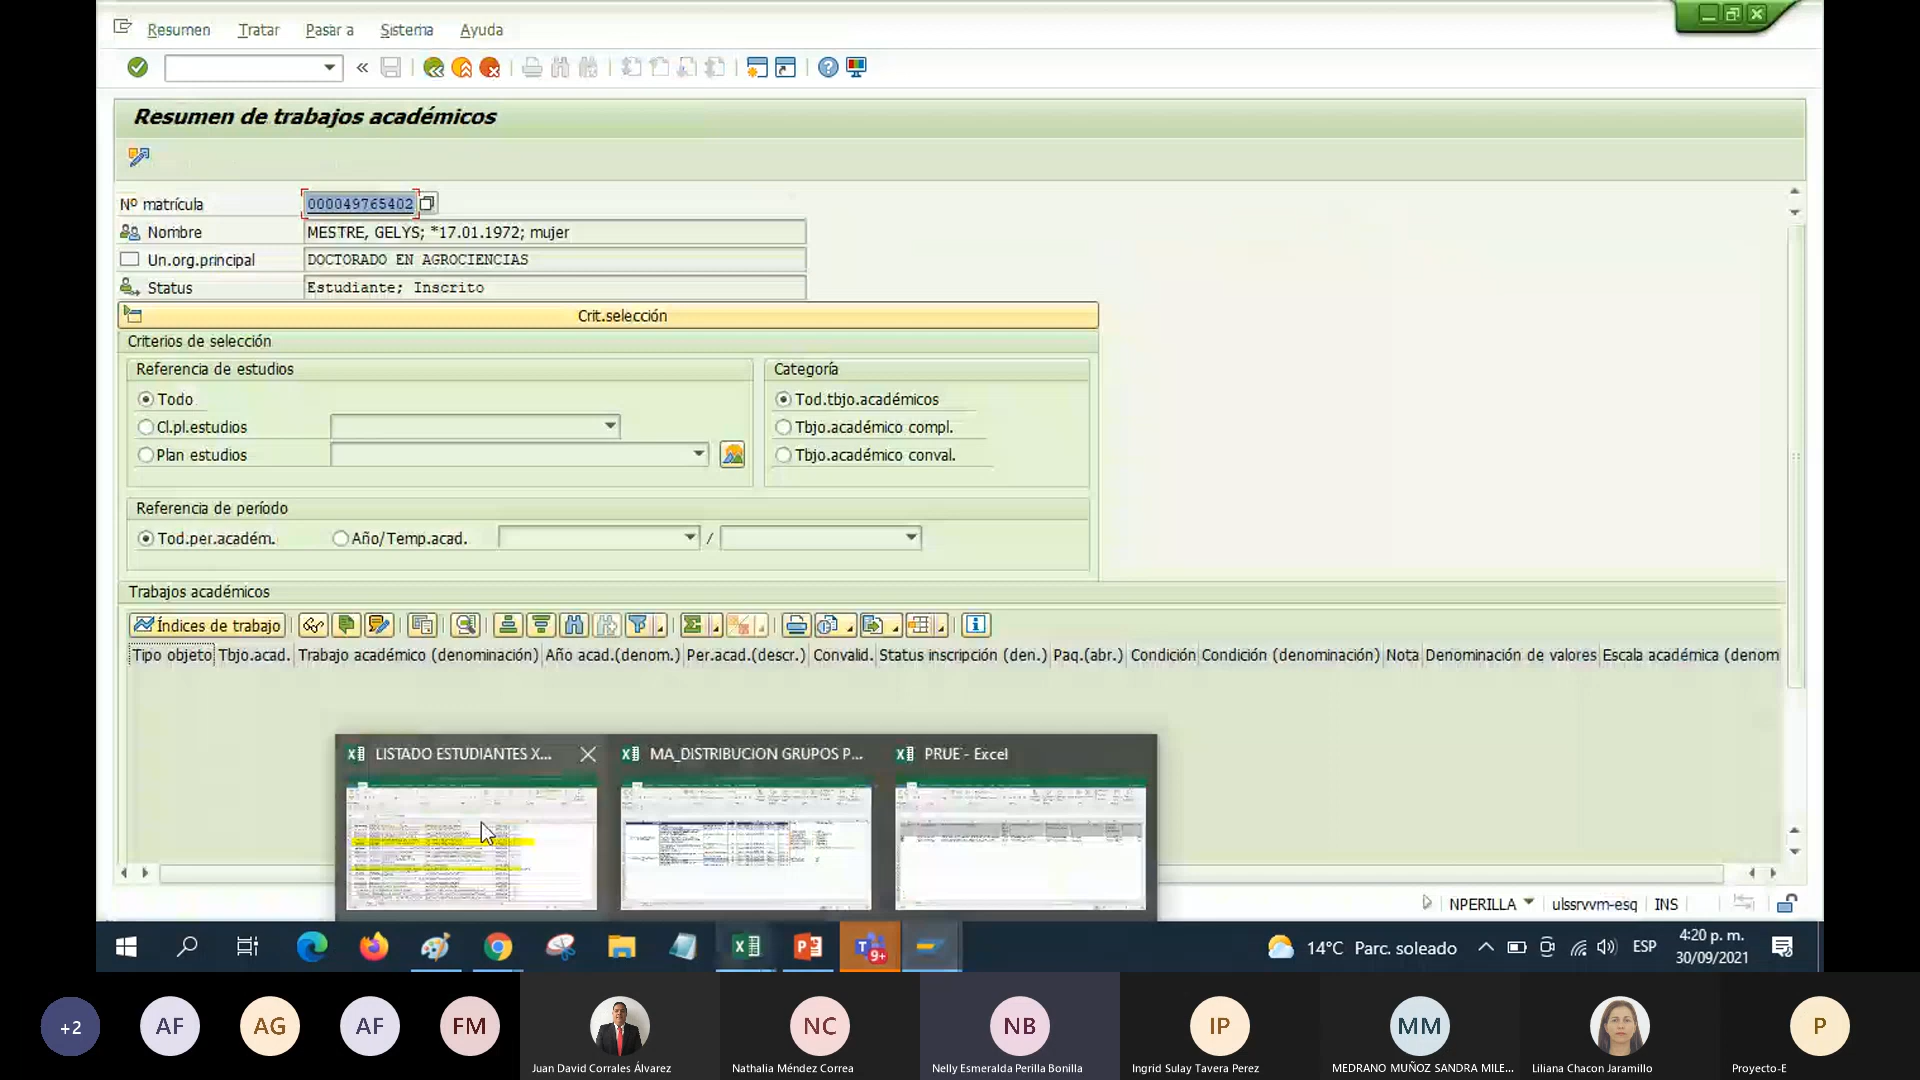 Resumen Tratar Pasar a Sistema Ayuda
Resumen de trabajos académicos
Nº matrícula 000049765402
Nombre MESTRE, GELYS; *17.01.1972; mujer
Un.org.principal DOCTORADO EN AGROCIENCIAS
Status Estudiante; Inscrito
Crit.selección
Criterios de selección
Referencia de estudios Categoría
Todo Tod.tbjo.académicos
Cl.pl.estudios Tbjo.académico compl.
Plan estudios Tbjo.académico conval.
Referencia de período
Tod.per.académ. Año/Temp.acad. /
Trabajos académicos
Índices de trabajo
Tipo objeto Tbjo.acad. Trabajo académico (denominación) Año acad.(denom.) Per.acad.(descr.) Convalid. Status inscripción (den.) Paq.(abr.) Condición Condición (denominación) Nota Denominación de valores Escala académica (denom
LISTADO ESTUDIANTES X... MA_DISTRIBUCION GRUPOS P... PRUE - Excel
NPERILLA ulssrvvm-esq INS
14°C Parc. soleado ESP 4:20 p. m.
30/09/2021
9+
+2 AF AG AF FM NC NB IP MM P
Juan David Corrales Álvarez Nathalia Méndez Correa Nelly Esmeralda Perilla Bonilla Ingrid Sulay Tavera Perez MEDRANO MUÑOZ SANDRA MILE... Liliana Chacon Jaramillo Proyecto-E